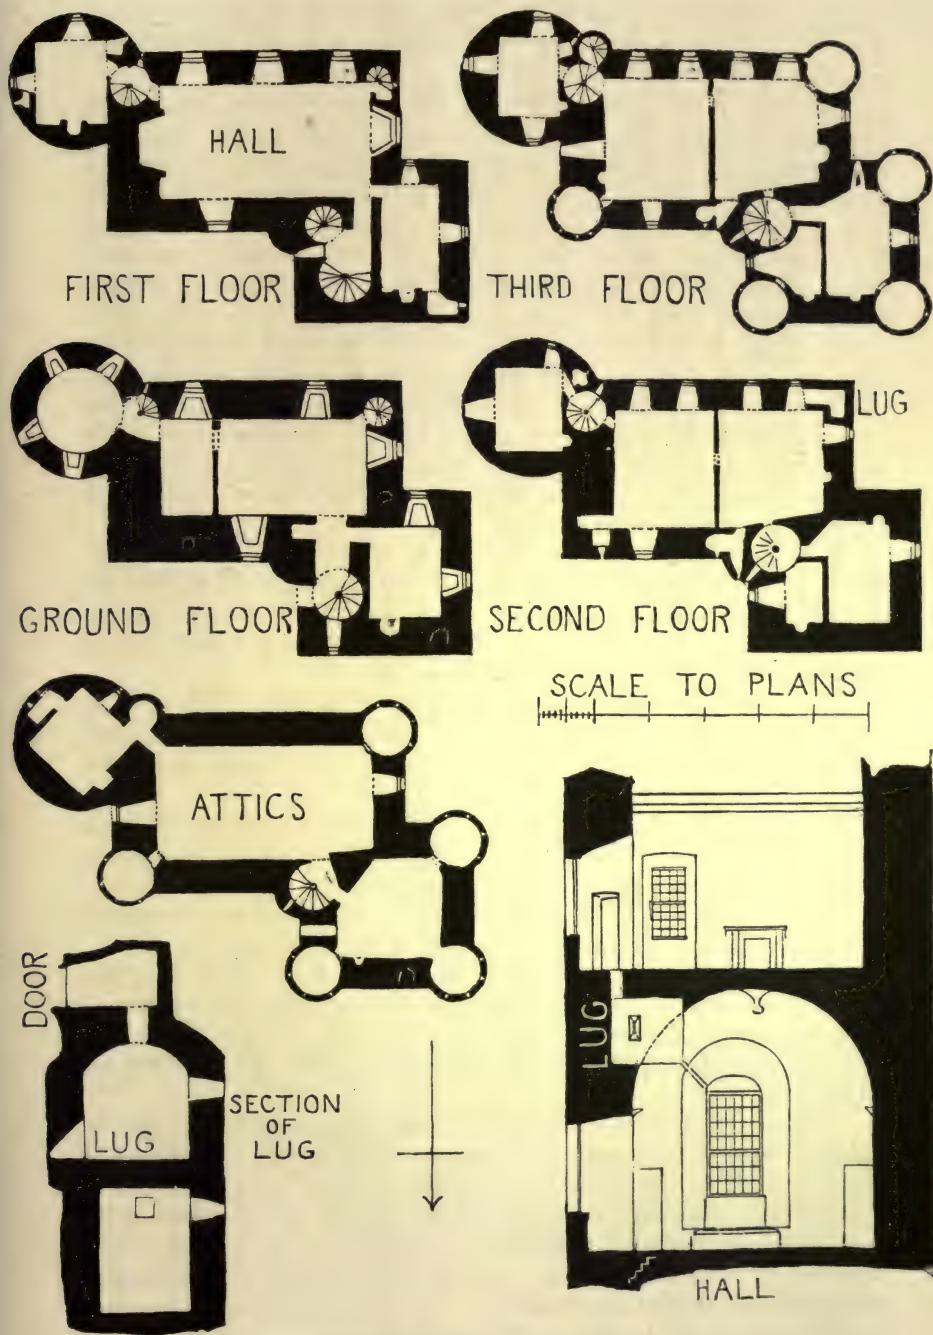 HALL
FIRST FLOOR
THIRD FLOOR
LUG
GROUND FLOOR
SECOND FLOOR
SCALE TO PLANS
ATTICS
DOOR
LUG
SECTION
OF
LUG
LUG
HALL